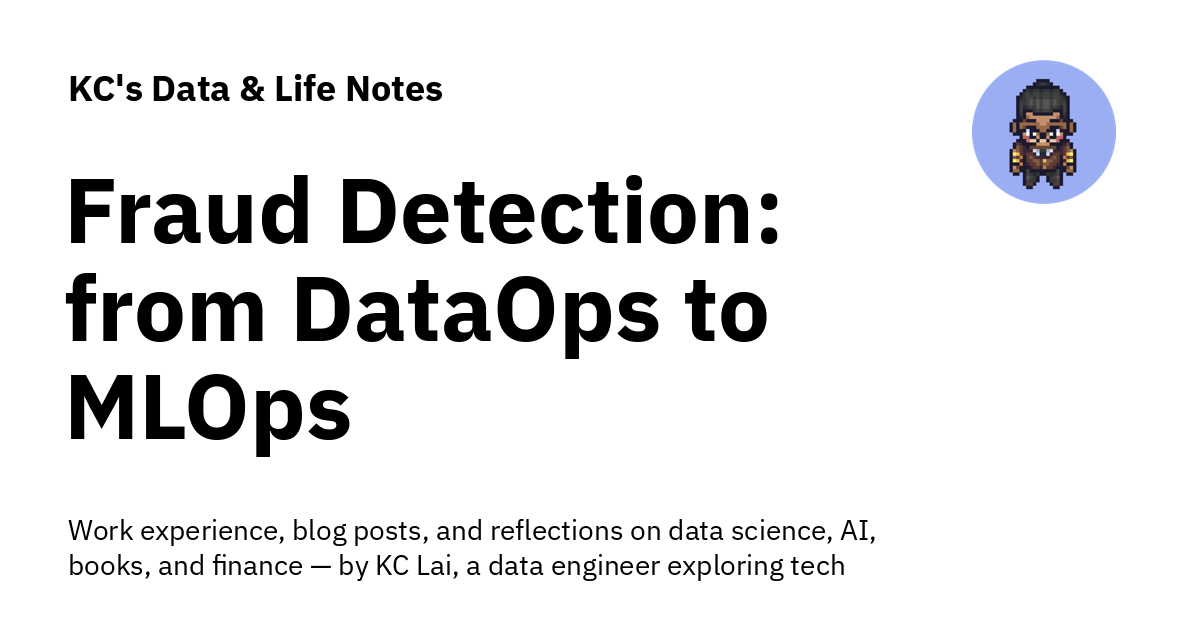 KC's Data & Life Notes
Fraud Detection:
from DataOps to
MLOps
Work experience, blog posts, and reflections on data science, AI,
books, and finance — by KC Lai, a data engineer exploring tech